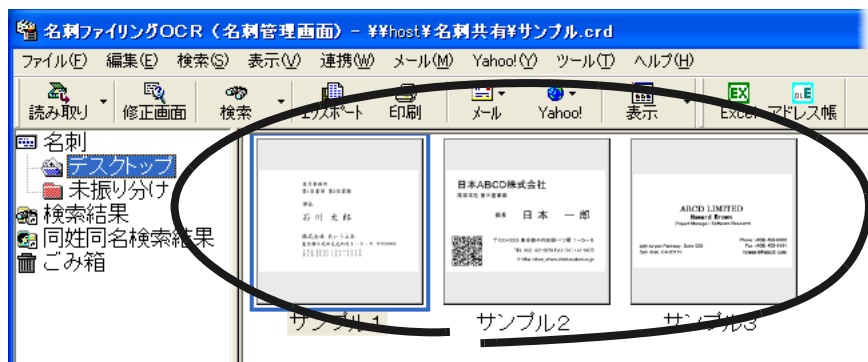 名刺ファイリングOCR（名刺管理画面）- ¥¥host¥名刺共有¥サンプル.crd
ファイル(F) 編集(E) 検索(S) 表示(V) 連携(W) メール(M) Yahoo!(Y) ツール(T) ヘルプ(H)
読み取り 修正画面 検索 エクスポート 印刷 メール Yahoo! 表示 Excel アドレス帳
名刺
デスクトップ
未振り分け
検索結果
同姓同名検索結果
ごみ箱
石川 太郎
サンプル1
日本ABCD株式会社
日本 一郎
サンプル2
ABCD LIMITED
Howard Brown
Project Manager - Software Research
サンプル3